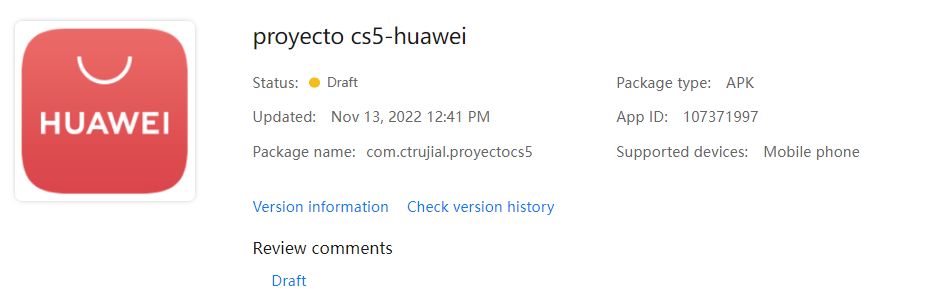 HUAWEI
proyecto cs5-huawei
Status: Draft
Package type: APK
Updated: Nov 13, 2022 12:41 PM
App ID: 107371997
Package name: com.ctrujial.proyectocs5
Supported devices: Mobile phone
Version information Check version history
Review comments
Draft